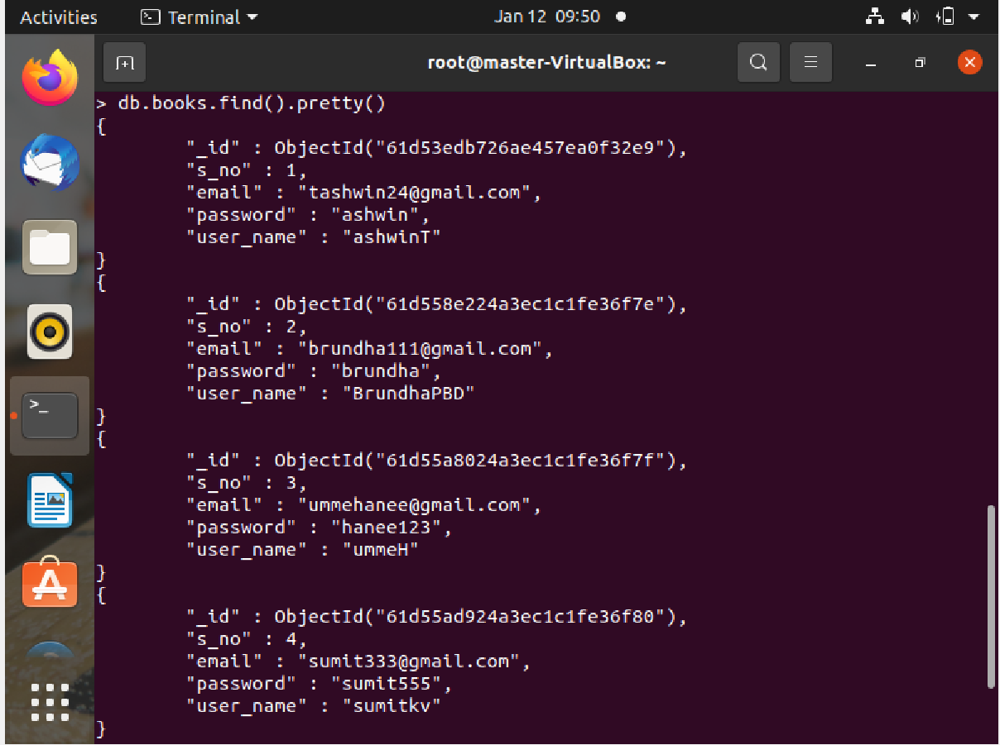 Activities Terminal Jan 12 09:50
root@master-VirtualBox: ~
> db.books.find().pretty()
{
"_id" : ObjectId("61d53edb726ae457ea0f32e9"),
"s_no" : 1,
"email" : "tashwin24@gmail.com",
"password" : "ashwin",
"user_name" : "ashwinT"
}
{
"_id" : ObjectId("61d558e224a3ec1c1fe36f7e"),
"s_no" : 2,
"email" : "brundha111@gmail.com",
"password" : "brundha",
"user_name" : "BrundhaPBD"
}
{
"_id" : ObjectId("61d55a8024a3ec1c1fe36f7f"),
"s_no" : 3,
"email" : "ummehanee@gmail.com",
"password" : "hanee123",
"user_name" : "ummeH"
}
{
"_id" : ObjectId("61d55ad924a3ec1c1fe36f80"),
"s_no" : 4,
"email" : "sumit333@gmail.com",
"password" : "sumit555",
"user_name" : "sumitkv"
}